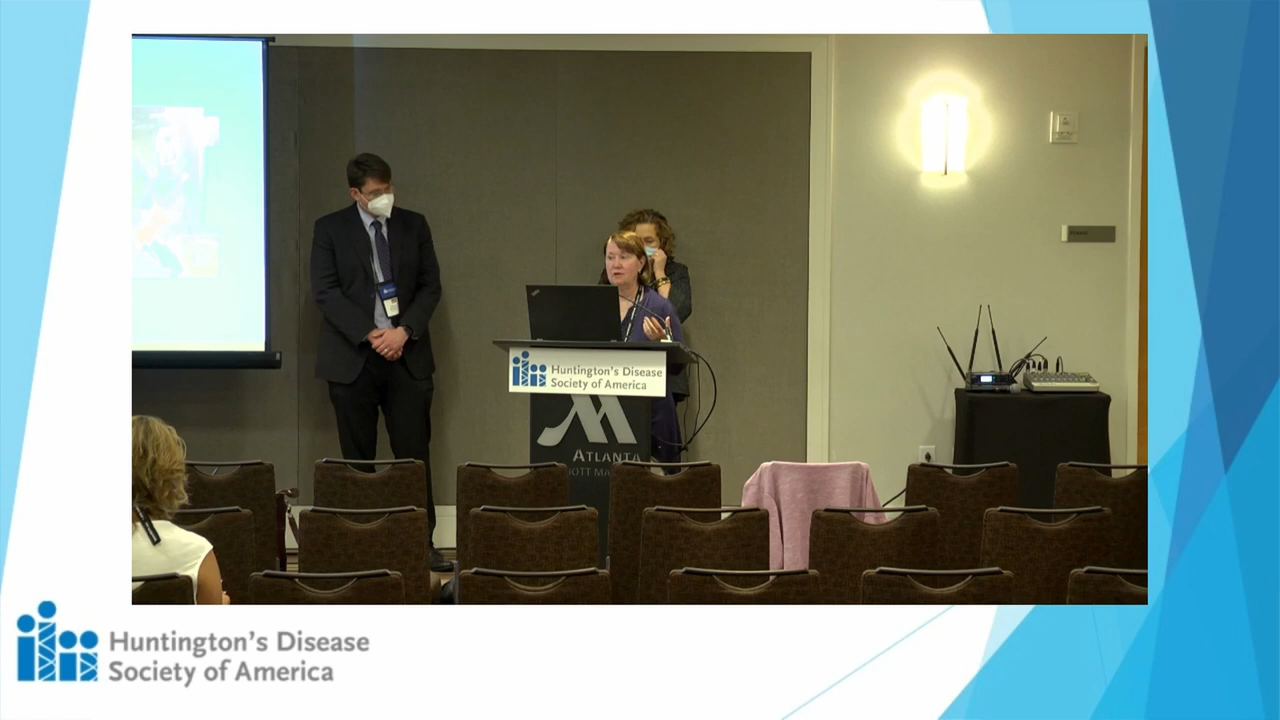 Huntington's Disease
Society of America
ATLANTA
Huntington's Disease
Society of America